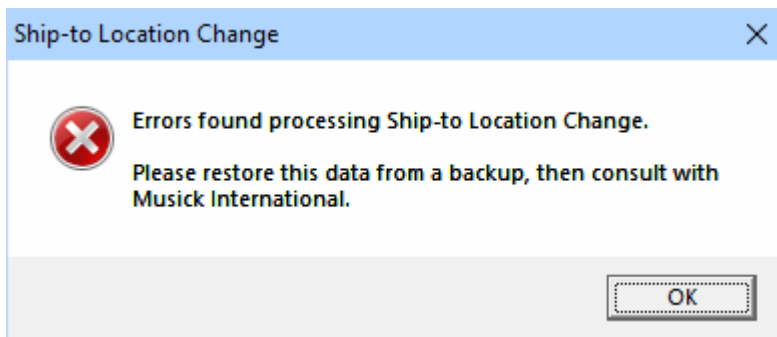 Ship-to Location Change
Errors found processing Ship-to Location Change.
Please restore this data from a backup, then consult with
Musick International.
OK